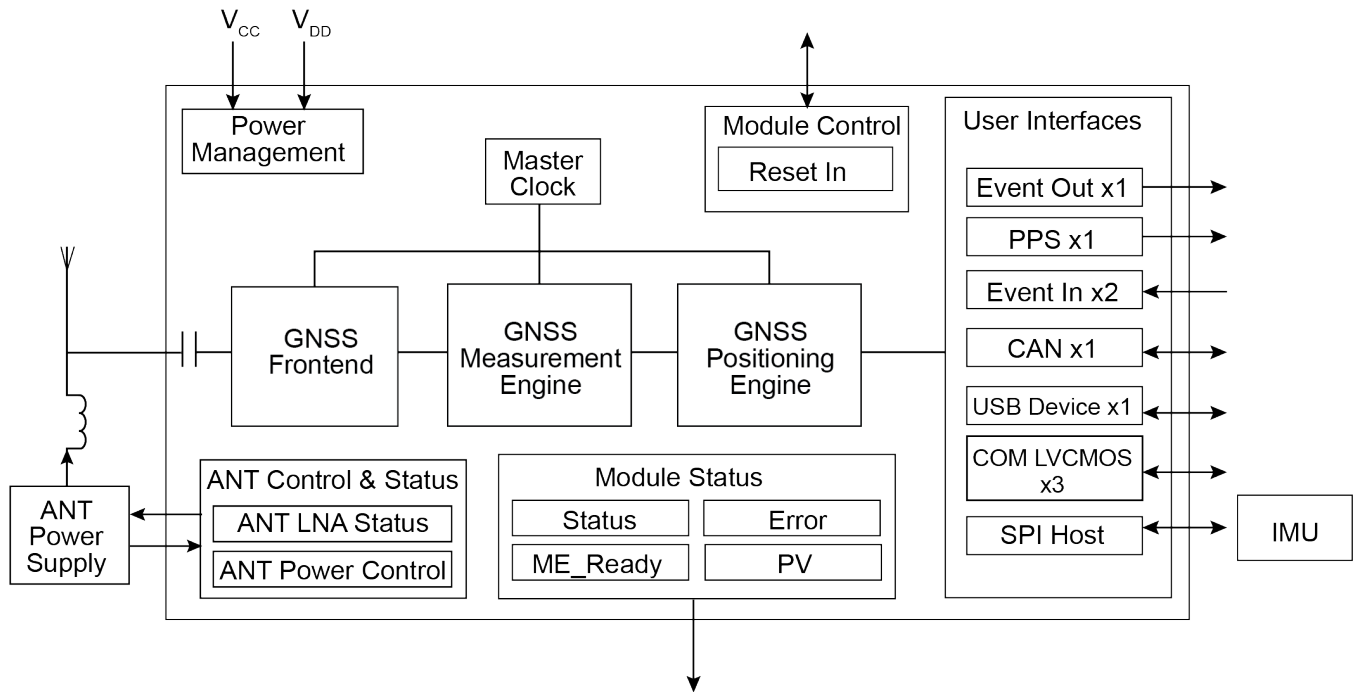 V_CC V_DD
Power
Management
Master
Clock
Module Control
Reset In
User Interfaces
Event Out x1
PPS x1
Event In x2
CAN x1
USB Device x1
COM LVCMOS
x3
SPI Host
GNSS
Frontend
GNSS
Measurement
Engine
GNSS
Positioning
Engine
ANT
Power
Supply
ANT Control & Status
ANT LNA Status
ANT Power Control
Module Status
Status
Error
ME_Ready
PV
IMU